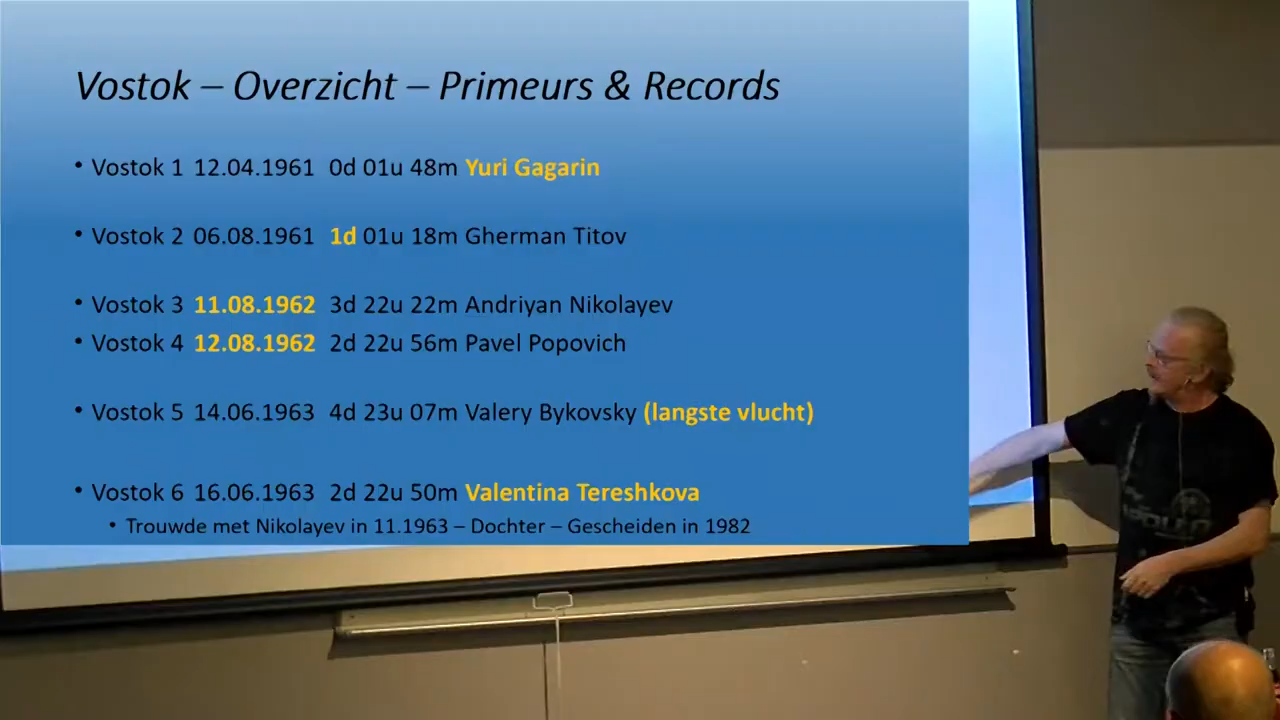 Vostok – Overzicht – Primeurs & Records
• Vostok 1 12.04.1961 0d 01u 48m Yuri Gagarin
• Vostok 2 06.08.1961 1d 01u 18m Gherman Titov
• Vostok 3 11.08.1962 3d 22u 22m Andriyan Nikolayev
• Vostok 4 12.08.1962 2d 22u 56m Pavel Popovich
• Vostok 5 14.06.1963 4d 23u 07m Valery Bykovsky (langste vlucht)
• Vostok 6 16.06.1963 2d 22u 50m Valentina Tereshkova
• Trouwde met Nikolayev in 11.1963 – Dochter – Gescheiden in 1982